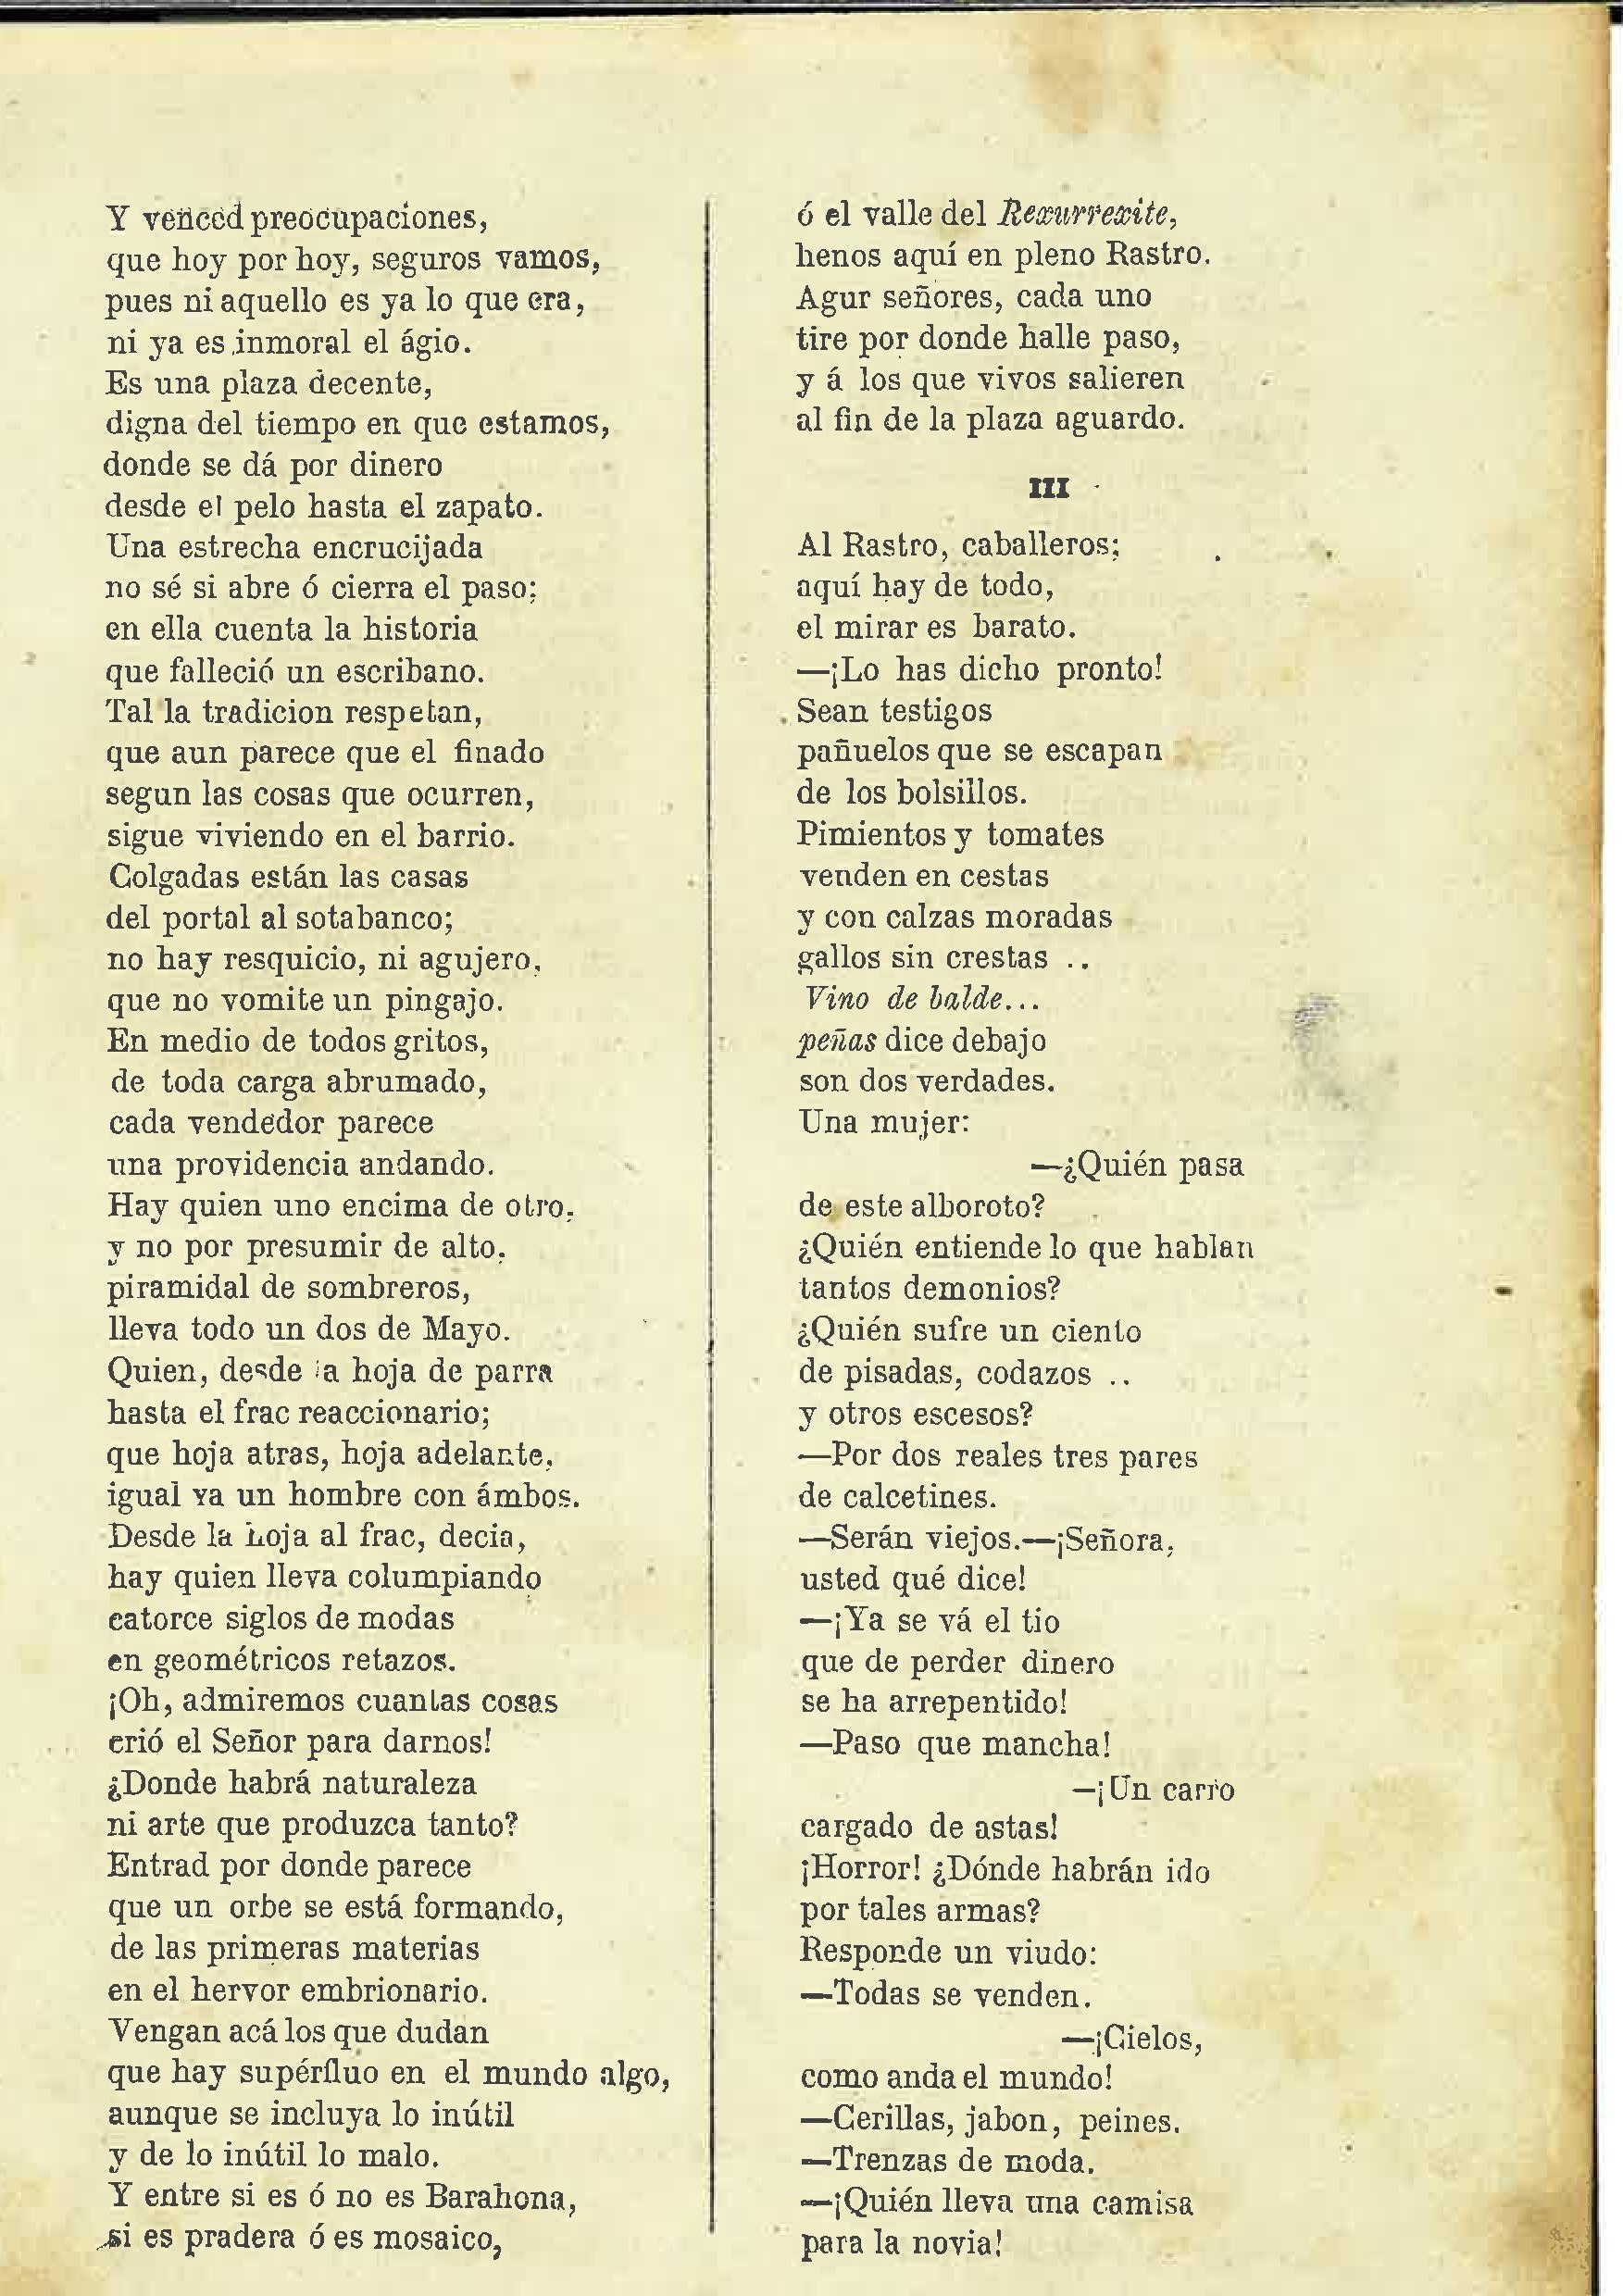 Y venced preocupaciones,
que hoy por hoy, seguros vamos,
pues ni aquello es ya lo que era,
ni ya es inmoral el ágio.
Es una plaza decente,
digna del tiempo en que estamos,
donde se dá por dinero
desde el pelo hasta el zapato.
Una estrecha encrucijada
no sé si abre ó cierra el paso;
en ella cuenta la historia
que falleció un escribano.
Tal la tradicion respetan,
que aun parece que el finado
segun las cosas que ocurren,
sigue viviendo en el barrio.
Colgadas están las casas
del portal al sotabanco;
no hay resquicio, ni agujero,
que no vomite un pingajo.
En medio de todos gritos,
de toda carga abrumado,
cada vendedor parece
una providencia andando.
Hay quien uno encima de otro,
y no por presumir de alto,
piramidal de sombreros,
lleva todo un dos de Mayo.
Quien, desde la hoja de parra
hasta el frac reaccionario;
que hoja atras, hoja adelante,
igual va un hombre con ámbos.
Desde la hoja al frac, decia,
hay quien lleva columpiando
catorce siglos de modas
en geométricos retazos.
¡Oh, admiremos cuantas cosas
crió el Señor para darnos!
¿Donde habrá naturaleza
ni arte que produzca tanto?
Entrad por donde parece
que un orbe se está formando,
de las primeras materias
en el hervor embrionario.
Vengan acá los que dudan
que hay supérfluo en el mundo algo,
aunque se incluya lo inútil
y de lo inútil lo malo.
Y entre si es ó no es Barahona,
si es pradera ó es mosaico,
ó el valle del Rexurrexite,
henos aquí en pleno Rastro.
Agur señores, cada uno
tire por donde halle paso,
y á los que vivos salieren
al fin de la plaza aguardo.
III
Al Rastro, caballeros;
aquí hay de todo,
el mirar es barato.
—¡Lo has dicho pronto!
Sean testigos
pañuelos que se escapan
de los bolsillos.
Pimientos y tomates
venden en cestas
y con calzas moradas
gallos sin crestas ..
Vino de balde...
peñas dice debajo
son dos verdades.
Una mujer:
—¿Quién pasa
de este alboroto?
¿Quién entiende lo que hablan
tantos demonios?
¿Quién sufre un ciento
de pisadas, codazos ..
y otros escesos?
—Por dos reales tres pares
de calcetines.
—Serán viejos.—¡Señora,
usted qué dice!
—¡Ya se vá el tio
que de perder dinero
se ha arrepentido!
—Paso que mancha!
—¡Un carro
cargado de astas!
¡Horror! ¿Dónde habrán ido
por tales armas?
Responde un viudo:
—Todas se venden.
—¡Cielos,
como anda el mundo!
—Cerillas, jabon, peines.
—Trenzas de moda.
—¡Quién lleva una camisa
para la novia!